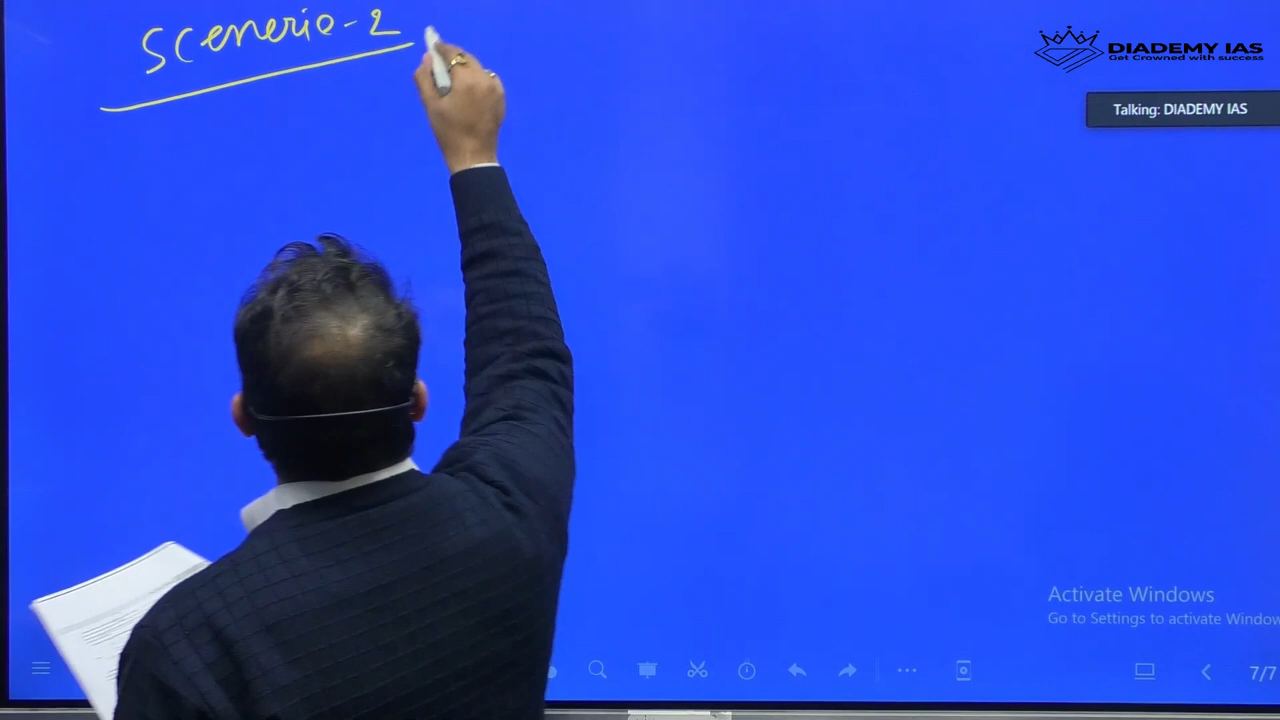 Scenerio-2
DIADEMY IAS
Get Crowned with success
Talking: DIADEMY IAS
Activate Windows
Go to Settings to activate Window
7/7